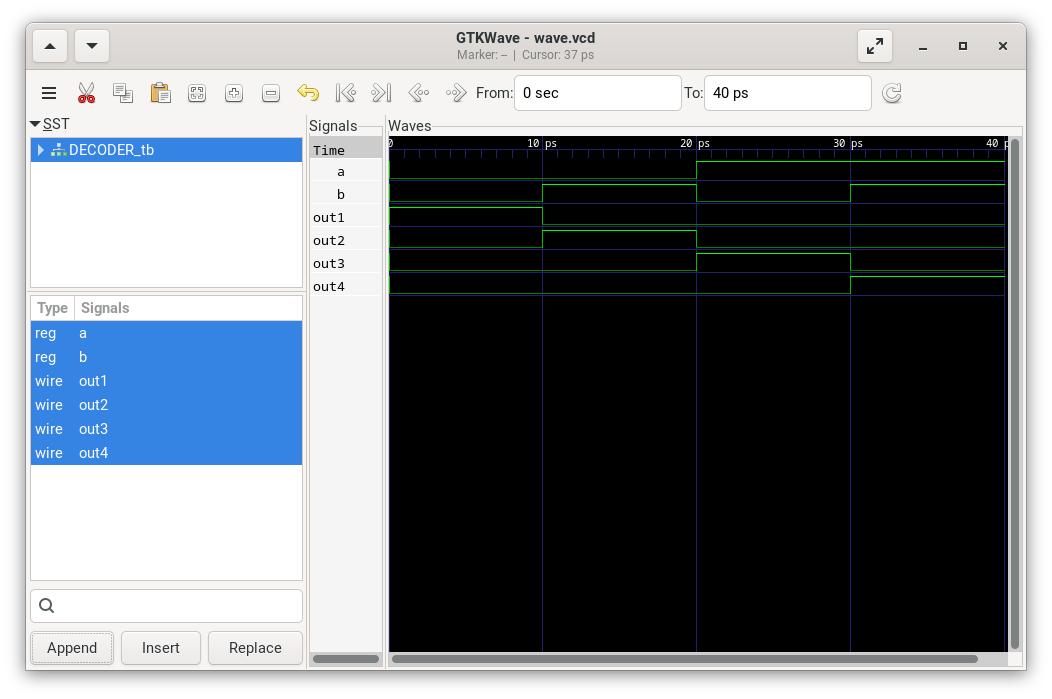 GTKWave - wave.vcd
Marker: -- | Cursor: 37 ps
From: 0 sec To: 40 ps
SST
DECODER_tb
Type Signals
reg a
reg b
wire out1
wire out2
wire out3
wire out4
Append Insert Replace
Signals
Time
a
b
out1
out2
out3
out4
Waves
0 10 ps 20 ps 30 ps 40 p